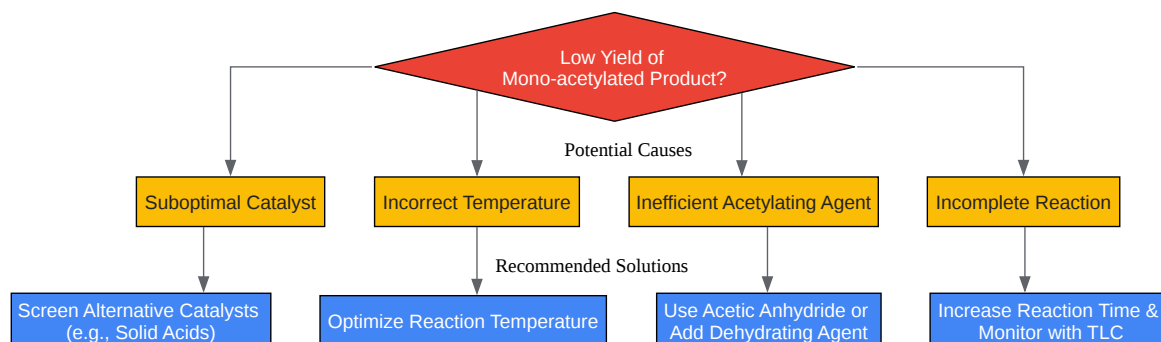 Low Yield of
Mono-acetylated Product?
Potential Causes
Suboptimal Catalyst
Incorrect Temperature
Inefficient Acetylating Agent
Incomplete Reaction
Recommended Solutions
Screen Alternative Catalysts
(e.g., Solid Acids)
Optimize Reaction Temperature
Use Acetic Anhydride or
Add Dehydrating Agent
Increase Reaction Time &
Monitor with TLC